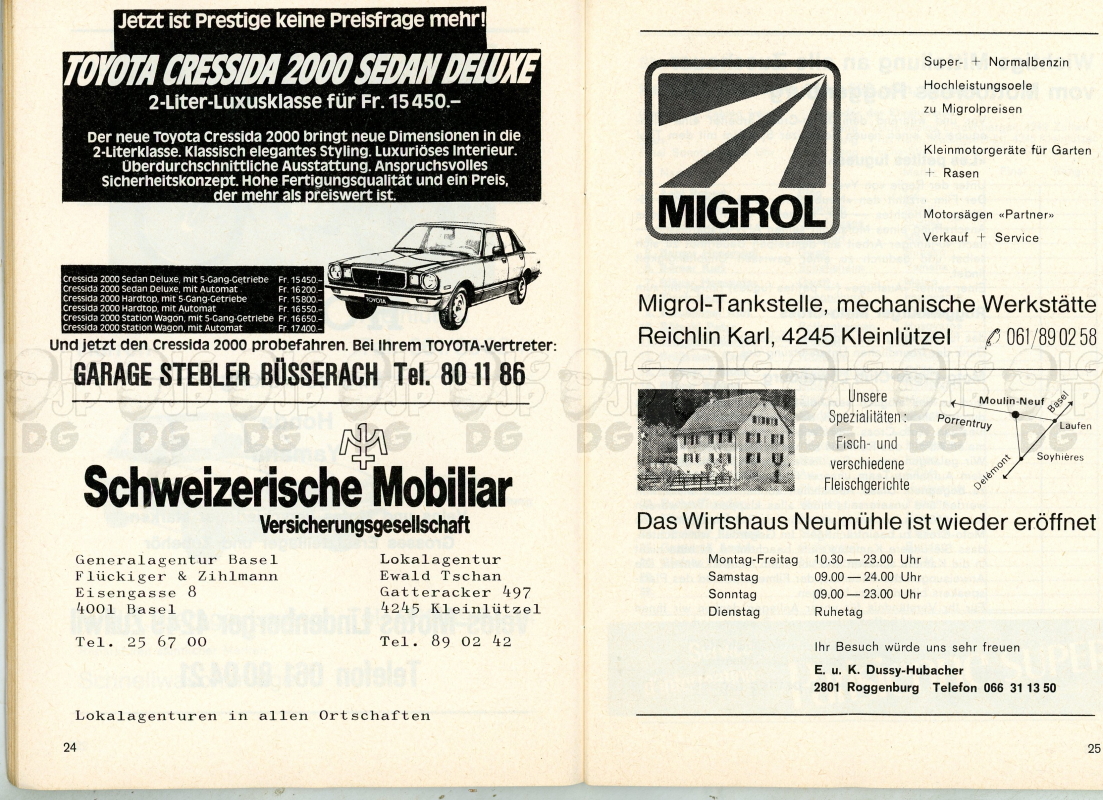 Jetzt ist Prestige keine Preisfrage mehr!
TOYOTA CRESSIDA 2000 SEDAN DELUXE
2-Liter-Luxusklasse für Fr. 15450.–
Der neue Toyota Cressida 2000 bringt neue Dimensionen in die
2-Literklasse. Klassisch elegantes Styling. Luxuriöses Interieur.
Überdurchschnittliche Ausstattung. Anspruchsvolles
Sicherheitskonzept. Hohe Fertigungsqualität und ein Preis,
der mehr als preiswert ist.
Cressida 2000 Sedan Deluxe, mit 5-Gang-Getriebe Fr. 15450.–
Cressida 2000 Sedan Deluxe, mit Automat Fr. 16200.–
Cressida 2000 Hardtop, mit 5-Gang-Getriebe Fr. 15800.–
Cressida 2000 Hardtop, mit Automat Fr. 16550.–
Cressida 2000 Station Wagon, mit 5-Gang-Getriebe Fr. 16650.–
Cressida 2000 Station Wagon, mit Automat Fr. 17400.–
TOYOTA
Und jetzt den Cressida 2000 probefahren. Bei Ihrem TOYOTA-Vertreter:
GARAGE STEBLER BÜSSERACH Tel. 80 11 86
Schweizerische Mobiliar
Versicherungsgesellschaft
Generalagentur Basel
Flückiger & Zihlmann
Eisengasse 8
4001 Basel
Tel. 25 67 00
Lokalagentur
Ewald Tschan
Gatteracker 497
4245 Kleinlützel
Tel. 89 02 42
Lokalagenturen in allen Ortschaften
24
MIGROL
Super- + Normalbenzin
Hochleistungsoele
zu Migrolpreisen
Kleinmotorgeräte für Garten
+ Rasen
Motorsägen «Partner»
Verkauf + Service
Migrol-Tankstelle, mechanische Werkstätte
Reichlin Karl, 4245 Kleinlützel ✆ 061/89 02 58
Unsere
Spezialitäten:
Fisch- und
verschiedene
Fleischgerichte
Moulin-Neuf
Basel
Porrentruy
Laufen
Soyhières
Delémont
Das Wirtshaus Neumühle ist wieder eröffnet
Montag-Freitag 10.30 — 23.00 Uhr
Samstag 09.00 — 24.00 Uhr
Sonntag 09.00 — 23.00 Uhr
Dienstag Ruhetag
Ihr Besuch würde uns sehr freuen
E. u. K. Dussy-Hubacher
2801 Roggenburg Telefon 066 31 13 50
25